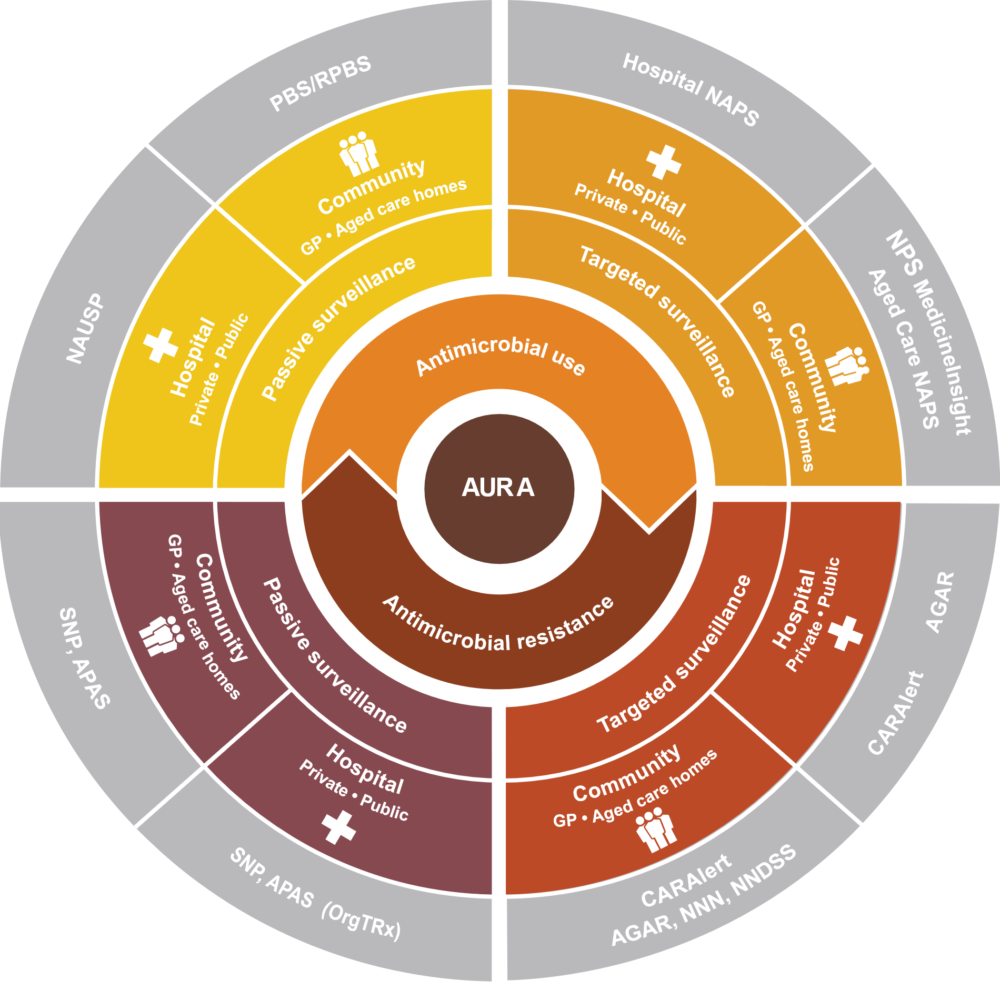 PBS/RPBS
Hospital NAPS
Community
GP • Aged care homes
Hospital
Private • Public
Passive surveillance
Targeted surveillance
NAUSP
Hospital
Private • Public
Community
GP • Aged care homes
NPS MedicineInsight
Aged Care NAPS
Antimicrobial use
AURA
Antimicrobial resistance
SNP, APAS
Community
GP • Aged care homes
Passive surveillance
Targeted surveillance
Hospital
Private • Public
AGAR
CARAlert
Hospital
Private • Public
Community
GP • Aged care homes
SNP, APAS (OrgTRx)
CARAlert
AGAR, NNN, NNDSS